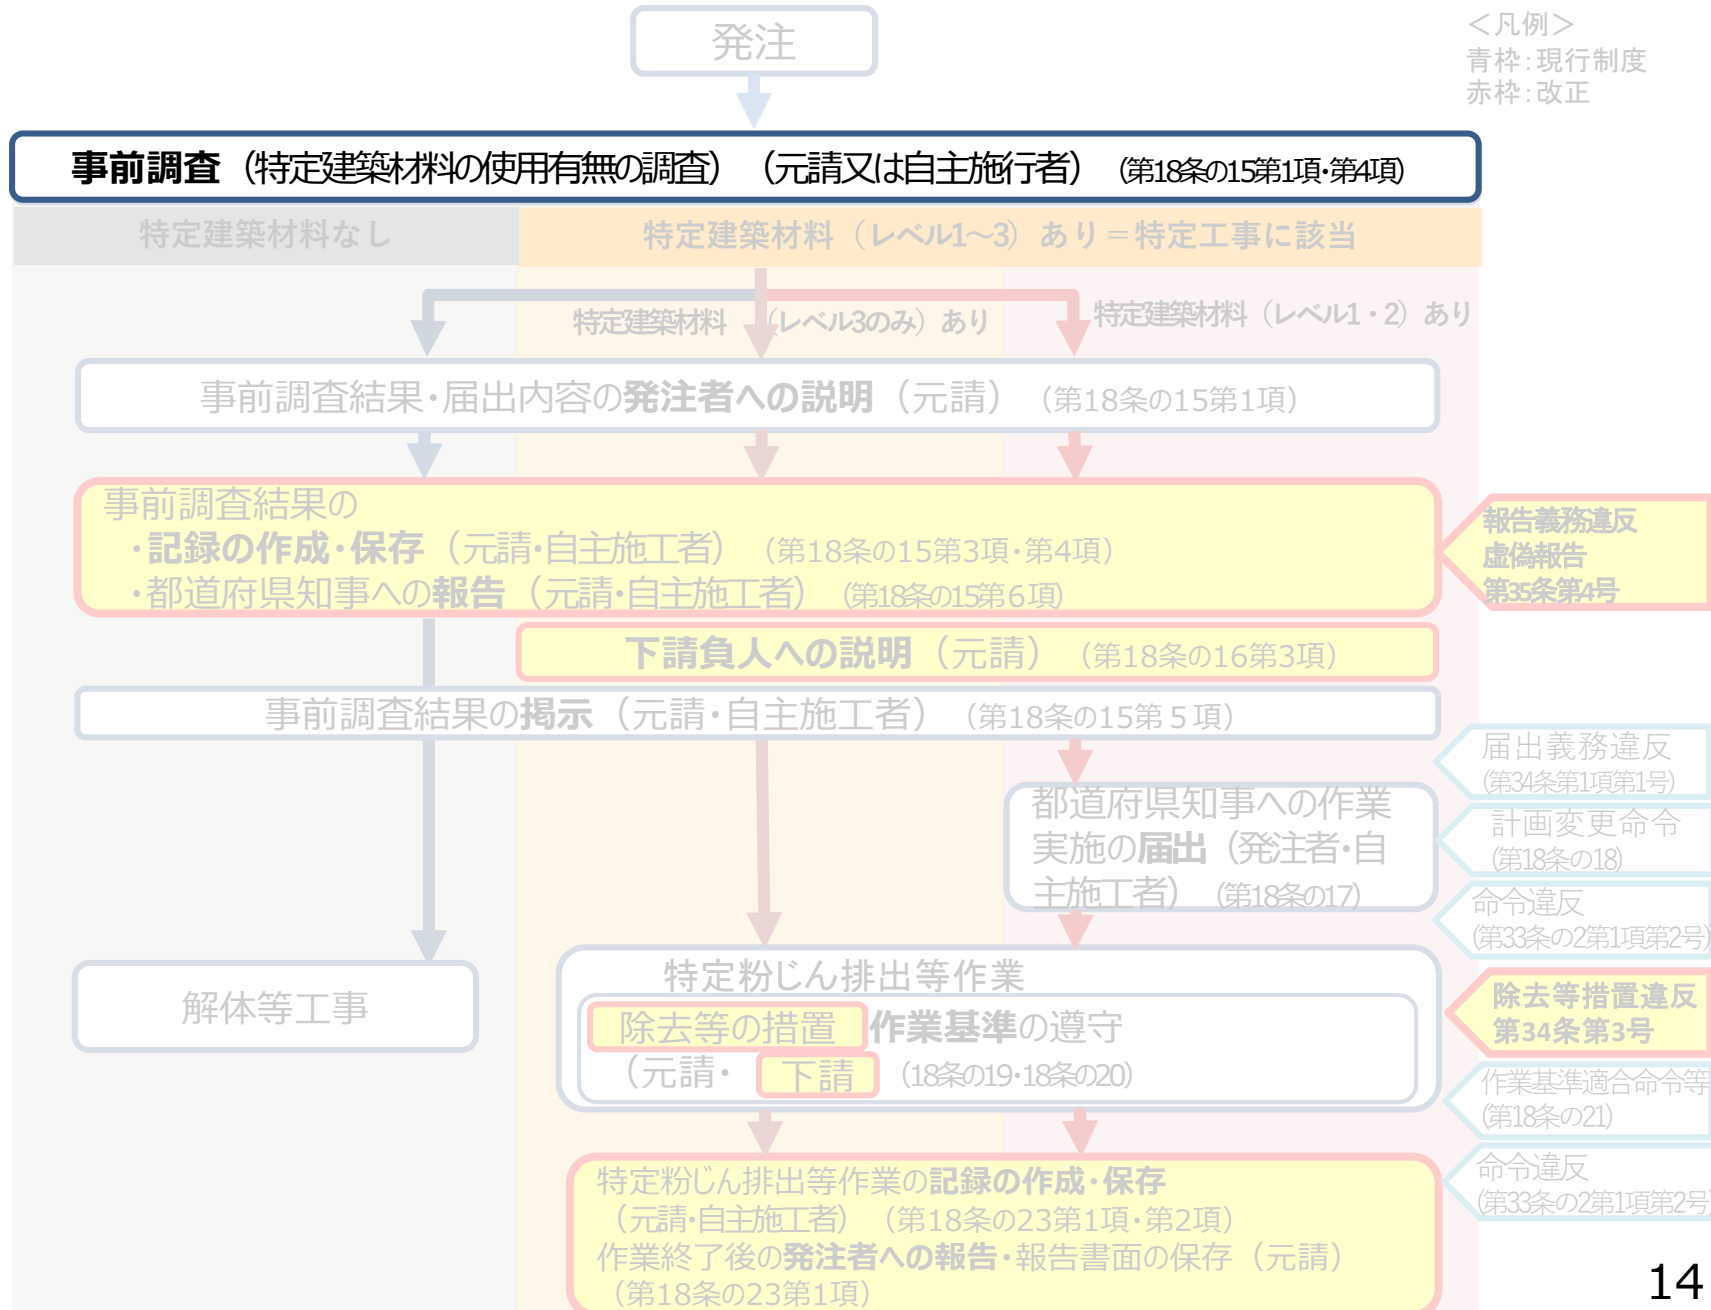 発注
＜凡例＞
青枠：現行制度
赤枠：改正
事前調査（特定建築材料の使用有無の調査）（元請又は自主施行者）（第18条の15第1項・第4項）
特定建築材料なし
特定建築材料（レベル1～3）あり＝特定工事に該当
特定建築材料　（レベル3のみ）あり
特定建築材料（レベル1・2）あり
事前調査結果・届出内容の発注者への説明（元請）（第18条の15第1項）
事前調査結果の
・記録の作成・保存（元請・自主施工者）（第18条の15第3項・第4項）
・都道府県知事への報告（元請・自主施工者）（第18条の15第６項）
報告義務違反
虚偽報告
第35条第4号
下請負人への説明（元請）（第18条の16第3項）
事前調査結果の掲示（元請・自主施工者）（第18条の15第５項）
届出義務違反
(第34条第1項第1号)
都道府県知事への作業
実施の届出（発注者・自
主施工者）（第18条の17）
計画変更命令
(第18条の18)
命令違反
(第33条の2第1項第2号)
解体等工事
特定粉じん排出等作業
除去等の措置 作業基準の遵守
（元請・ 下請 （18条の19・18条の20）
除去等措置違反
第34条第3号
作業基準適合命令等
(第18条の21)
命令違反
(第33条の2第1項第2号)
特定粉じん排出等作業の記録の作成・保存
（元請・自主施工者）（第18条の23第1項・第2項）
作業終了後の発注者への報告・報告書面の保存（元請）
（第18条の23第1項）
14